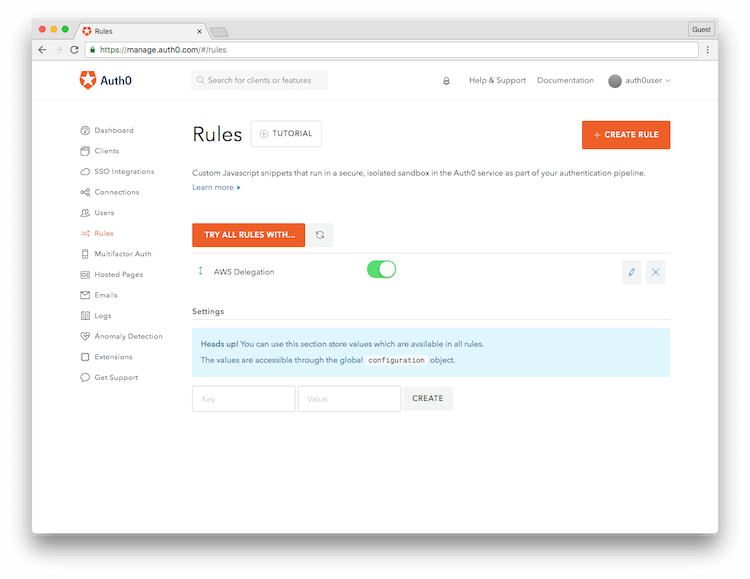 Rules
Guest
https://manage.auth0.com/#/rules
Auth0
Search for clients or features
Help & Support
Documentation
auth0user
Dashboard
Clients
SSO Integrations
Connections
Users
Rules
Multifactor Auth
Hosted Pages
Emails
Logs
Anomaly Detection
Extensions
Get Support
Rules
TUTORIAL
+ CREATE RULE
Custom Javascript snippets that run in a secure, isolated sandbox in the Auth0 service as part of your authentication pipeline.
Learn more
TRY ALL RULES WITH...
AWS Delegation
Settings
Heads up! You can use this section store values which are available in all rules.
The values are accessible through the global configuration object.
Key
Value
CREATE